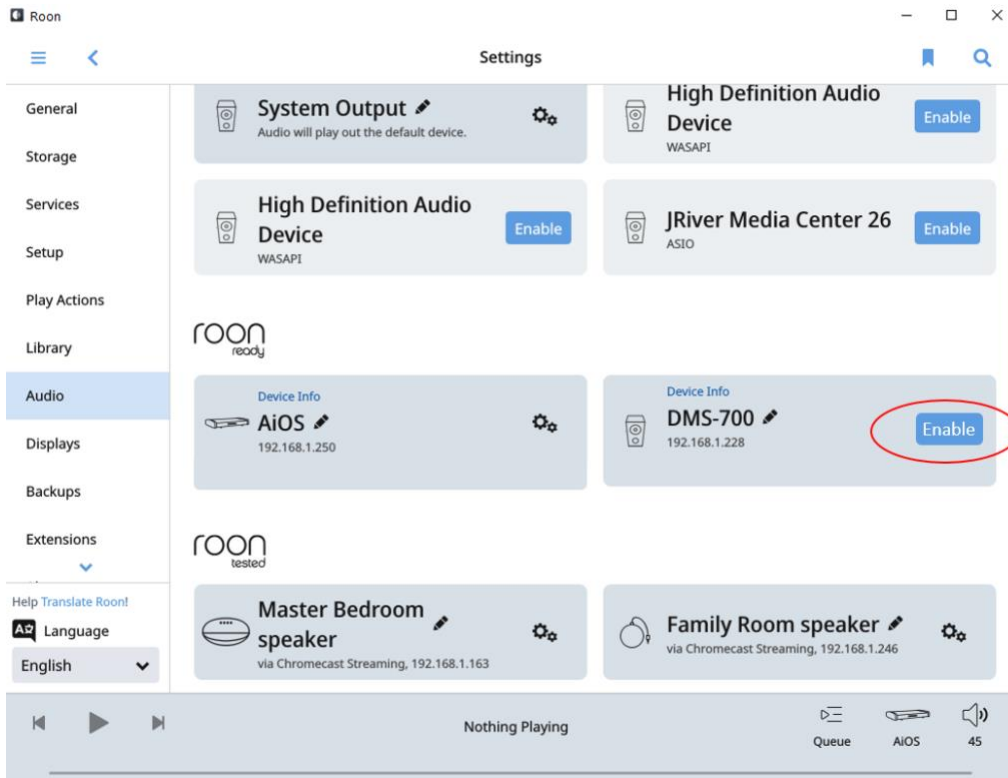 Roon
Settings
General
Storage
Services
Setup
Play Actions
Library
Audio
Displays
Backups
Extensions
Help Translate Roon!
Language
English
System Output
Audio will play out the default device.
High Definition Audio
Device
WASAPI
Enable
High Definition Audio
Device
WASAPI
Enable
JRiver Media Center 26
ASIO
Enable
roon
ready
Device Info
AiOS
192.168.1.250
Device Info
DMS-700
192.168.1.228
Enable
roon
tested
Master Bedroom
speaker
via Chromecast Streaming, 192.168.1.163
Family Room speaker
via Chromecast Streaming, 192.168.1.246
Nothing Playing
Queue
AiOS
45